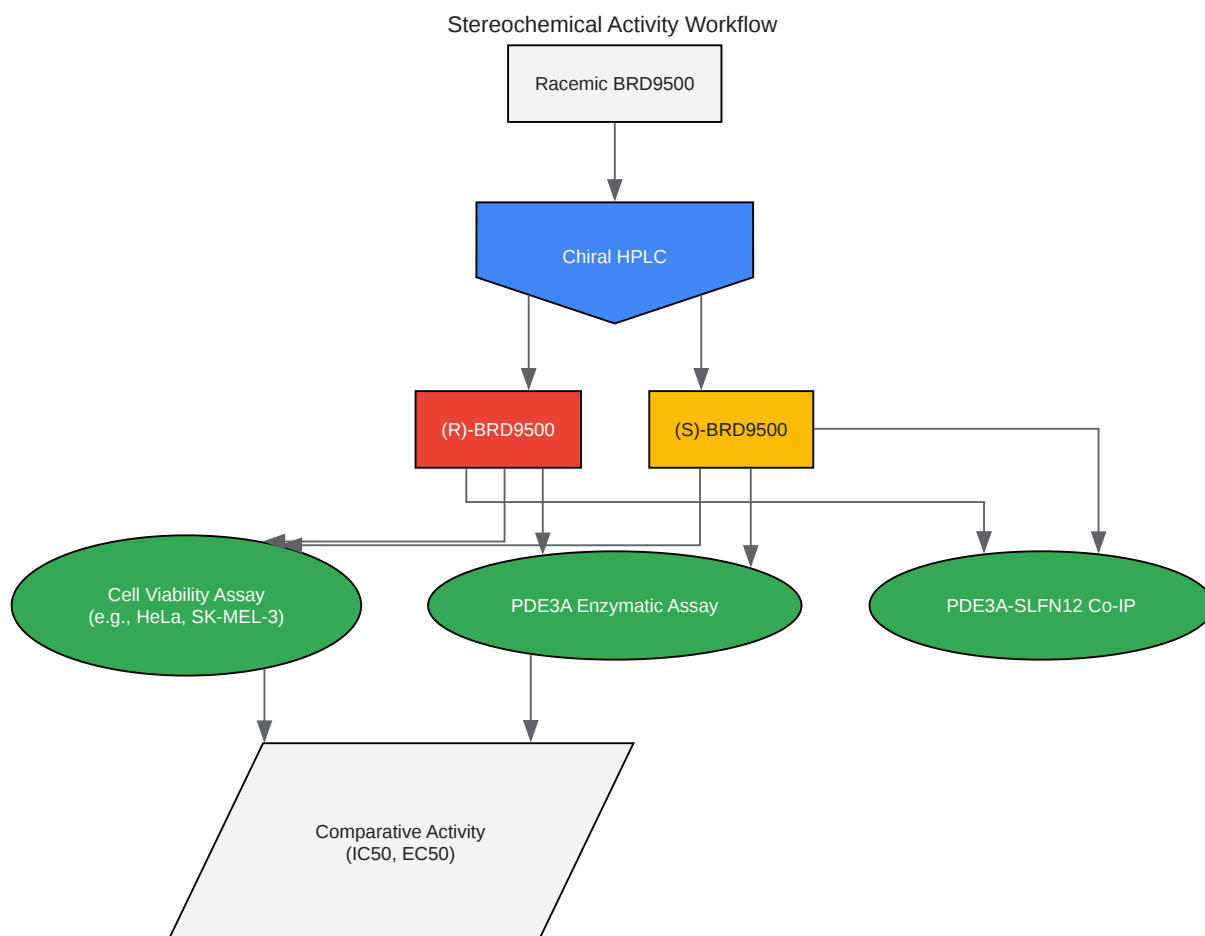 Stereochemical Activity Workflow
Racemic BRD9500
Chiral HPLC
(R)-BRD9500
(S)-BRD9500
Cell Viability Assay
(e.g., HeLa, SK-MEL-3)
PDE3A Enzymatic Assay
PDE3A-SLFN12 Co-IP
Comparative Activity
(IC50, EC50)